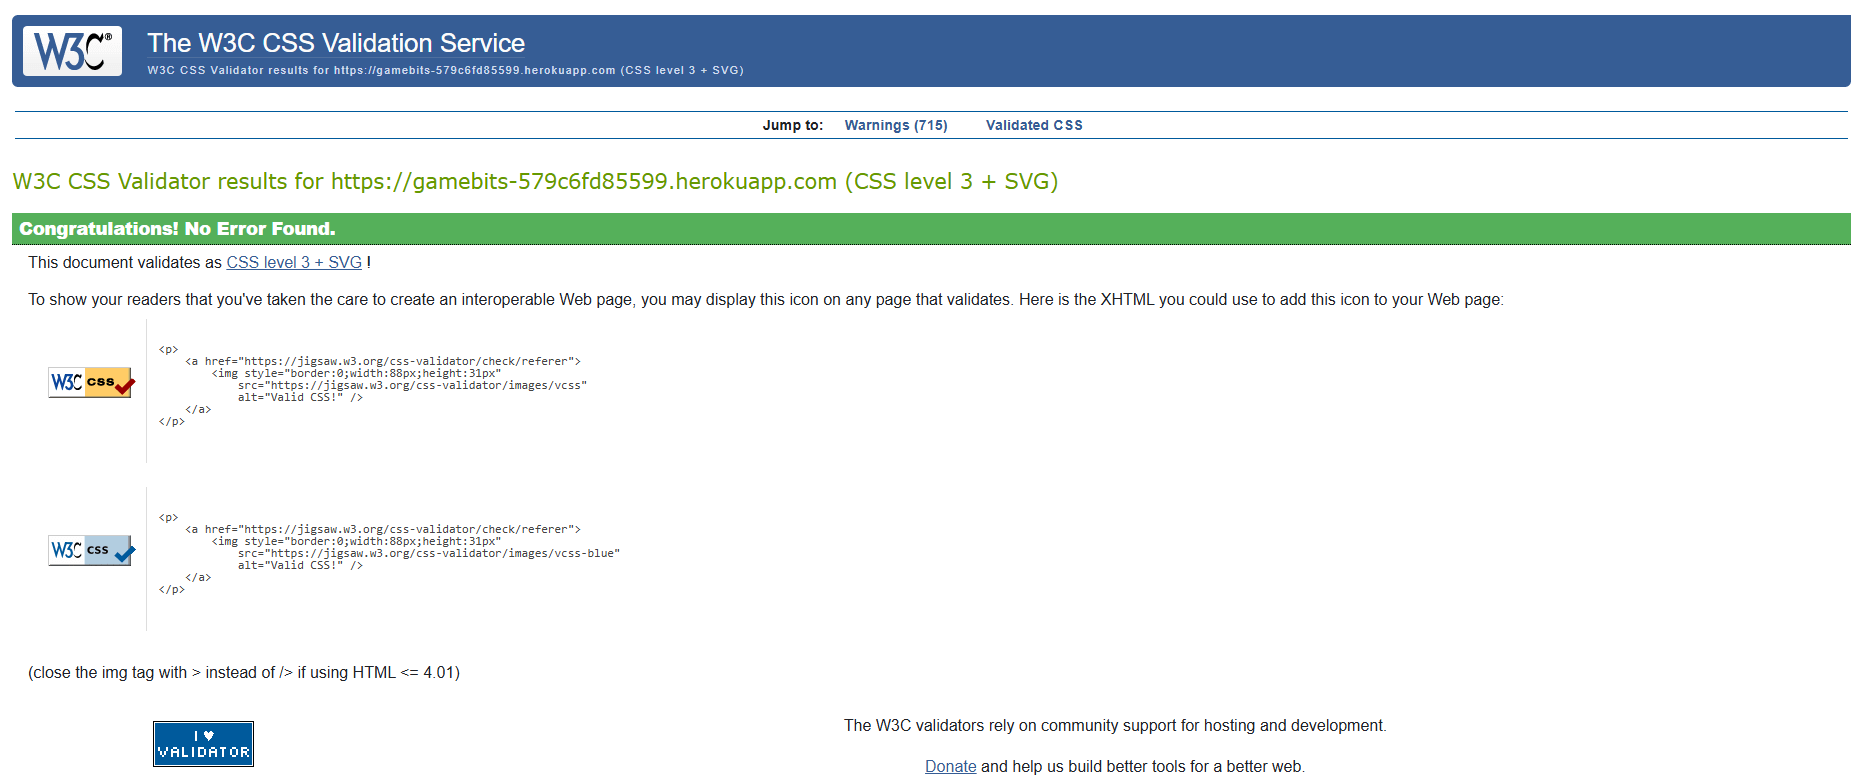 W3C®
The W3C CSS Validation Service
W3C CSS Validator results for https://gamebits-579c6fd85599.herokuapp.com (CSS level 3 + SVG)
Jump to: Warnings (715) Validated CSS
W3C CSS Validator results for https://gamebits-579c6fd85599.herokuapp.com (CSS level 3 + SVG)
Congratulations! No Error Found.
This document validates as CSS level 3 + SVG !
To show your readers that you've taken the care to create an interoperable Web page, you may display this icon on any page that validates. Here is the XHTML you could use to add this icon to your Web page:
W3C CSS
<p>
<a href="https://jigsaw.w3.org/css-validator/check/referer">
<img style="border:0;width:88px;height:31px"
src="https://jigsaw.w3.org/css-validator/images/vcss"
alt="Valid CSS!" />
</a>
</p>
W3C CSS
<p>
<a href="https://jigsaw.w3.org/css-validator/check/referer">
<img style="border:0;width:88px;height:31px"
src="https://jigsaw.w3.org/css-validator/images/vcss-blue"
alt="Valid CSS!" />
</a>
</p>
(close the img tag with > instead of /> if using HTML <= 4.01)
I ♥
VALIDATOR
The W3C validators rely on community support for hosting and development.
Donate and help us build better tools for a better web.